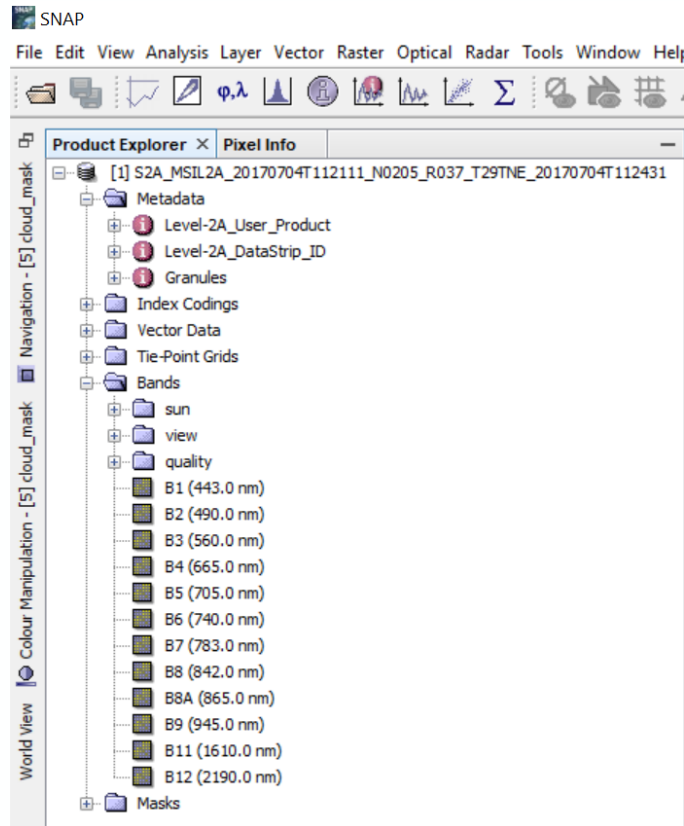 SNAP
File Edit View Analysis Layer Vector Raster Optical Radar Tools Window Help
φ,λ Σ
Product Explorer × Pixel Info
[1] S2A_MSIL2A_20170704T112111_N0205_R037_T29TNE_20170704T112431
Metadata
Level-2A_User_Product
Level-2A_DataStrip_ID
Granules
Index Codings
Vector Data
Tie-Point Grids
Bands
sun
view
quality
B1 (443.0 nm)
B2 (490.0 nm)
B3 (560.0 nm)
B4 (665.0 nm)
B5 (705.0 nm)
B6 (740.0 nm)
B7 (783.0 nm)
B8 (842.0 nm)
B8A (865.0 nm)
B9 (945.0 nm)
B11 (1610.0 nm)
B12 (2190.0 nm)
Masks
Navigation - [5] cloud_mask
Colour Manipulation - [5] cloud_mask
World View